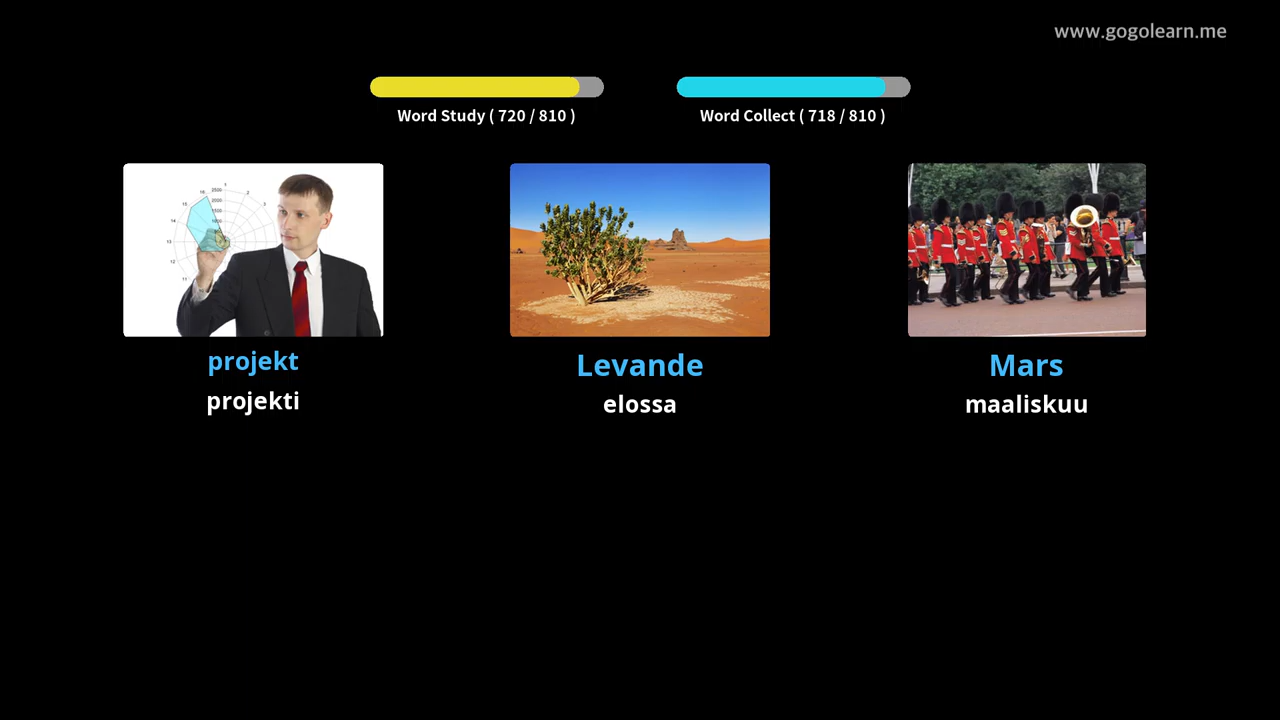 www.gogolearn.me
Word Study ( 720 / 810 )
Word Collect ( 718 / 810 )
projekt
projekti
Levande
elossa
Mars
maaliskuu